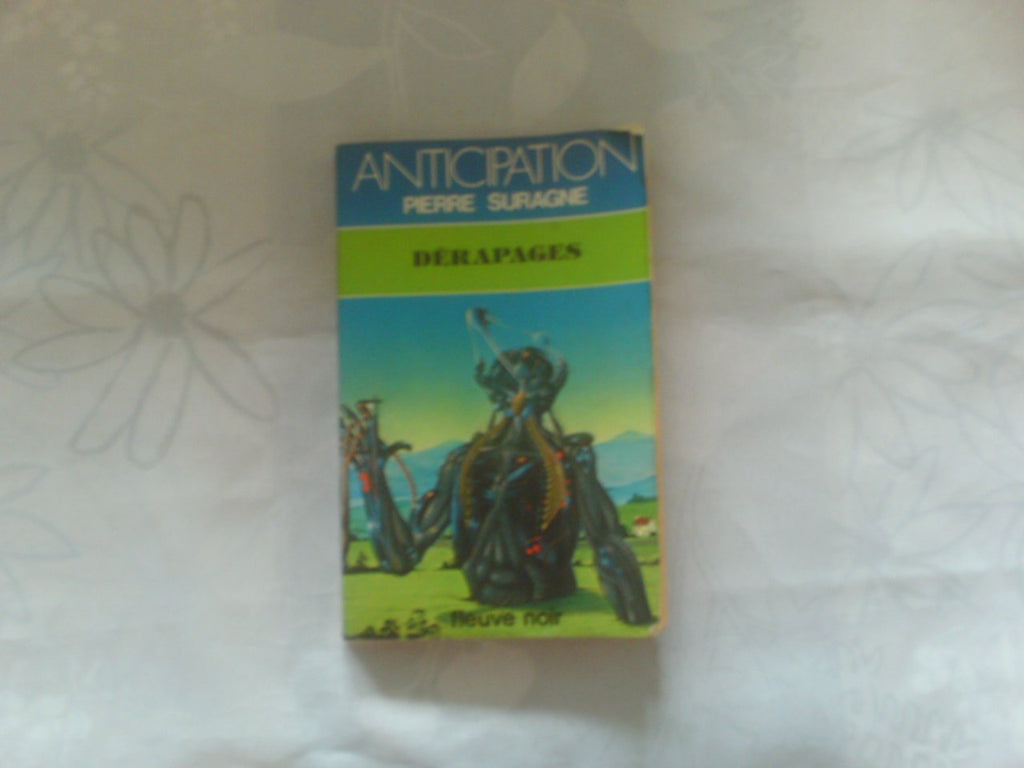 ANTICIPATION
PIERRE SURAGNE
DÉRAPAGES
fleuve noir